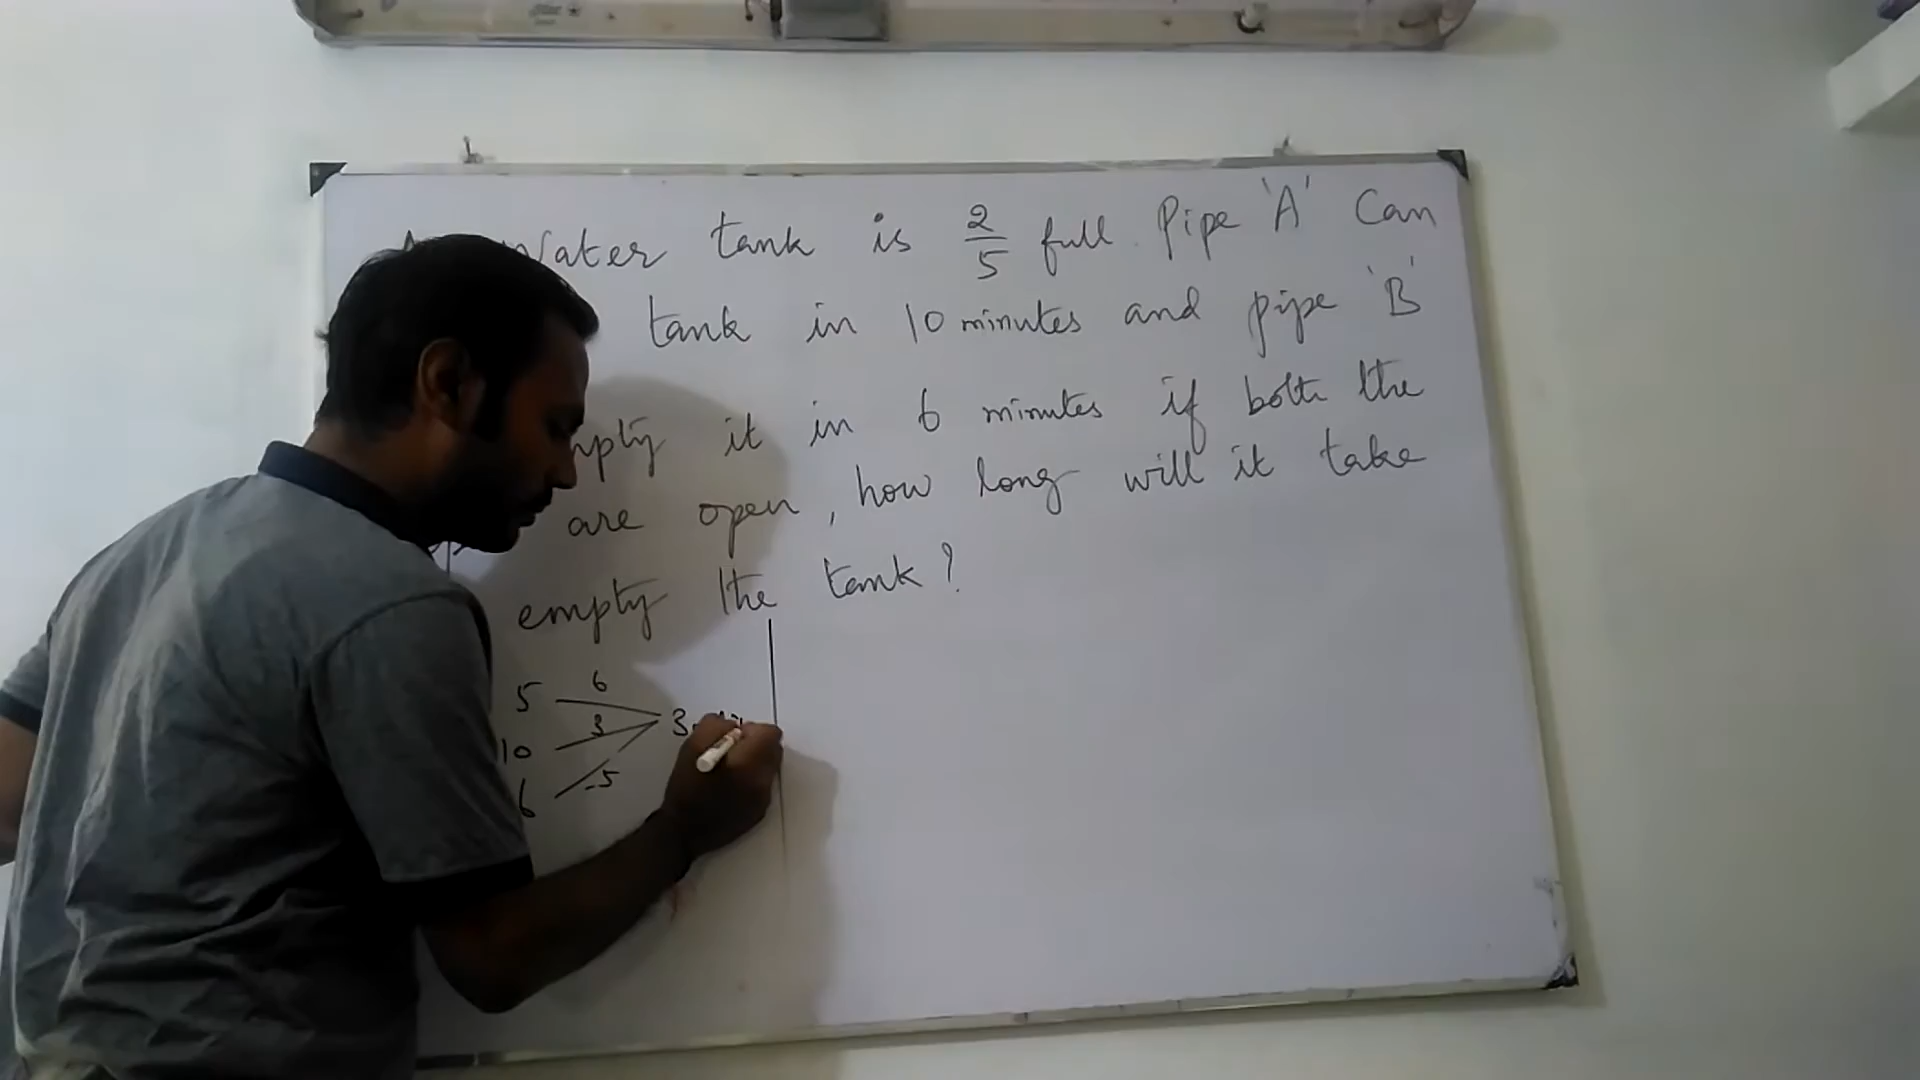 Water tank is 2/5 full. Pipe 'A' Can
tank in 10 minutes and pipe 'B'
mpty it in 6 minutes if both the
are open, how long will it take
empty the tank?
5 6
10 3
6 -5